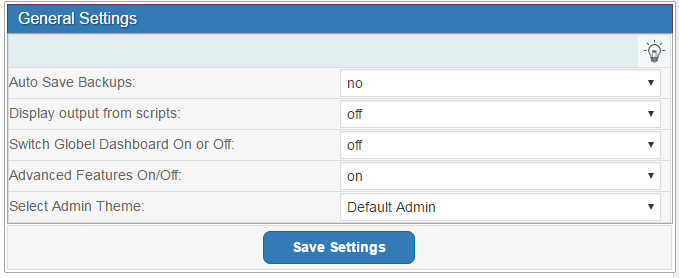 General Settings
Auto Save Backups: no
Display output from scripts: off
Switch Globel Dashboard On or Off: off
Advanced Features On/Off: on
Select Admin Theme: Default Admin
Save Settings